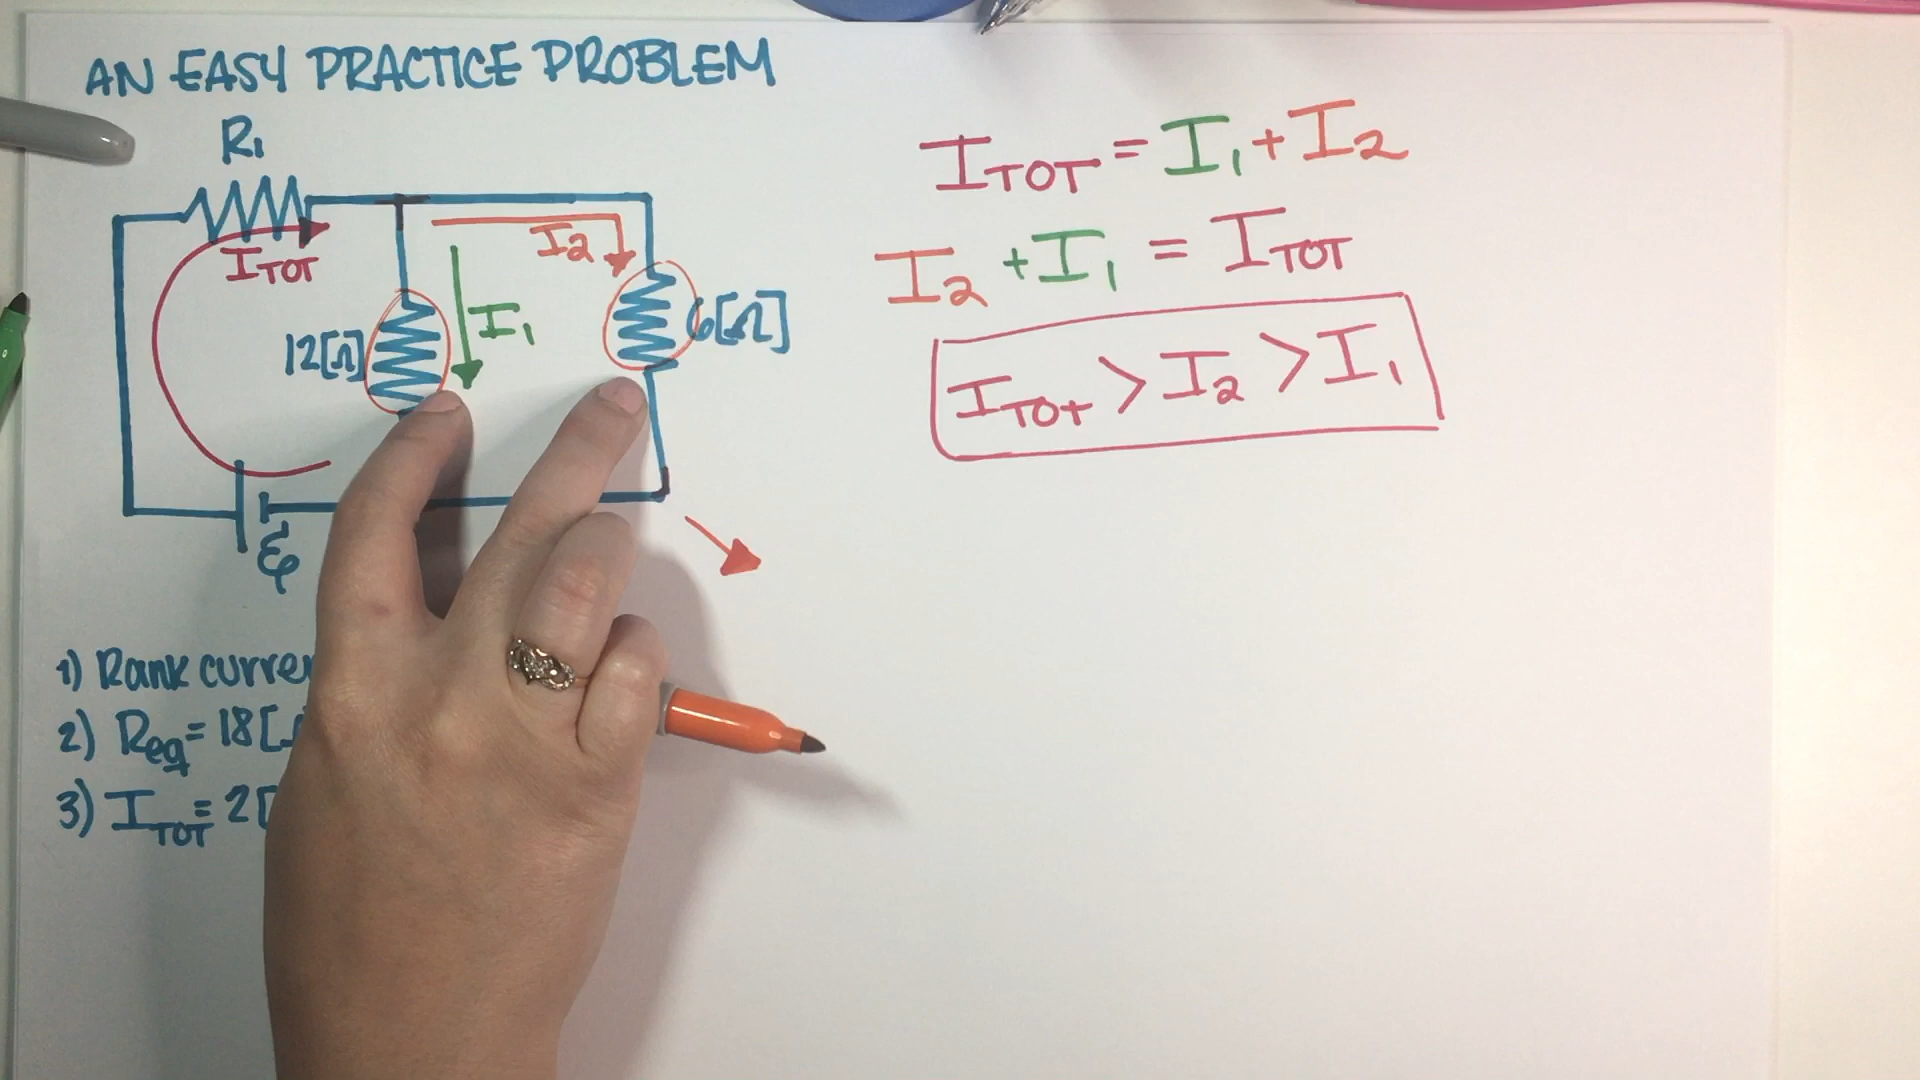 AN EASY PRACTICE PROBLEM
R1
ITOT
I2
12[Ω]
I1
6[Ω]
ε
1) Rank
2) Req = 18
3) ITOT = 2
ITOT = I1 + I2
I2 + I1 = ITOT
ITOT > I2 > I1